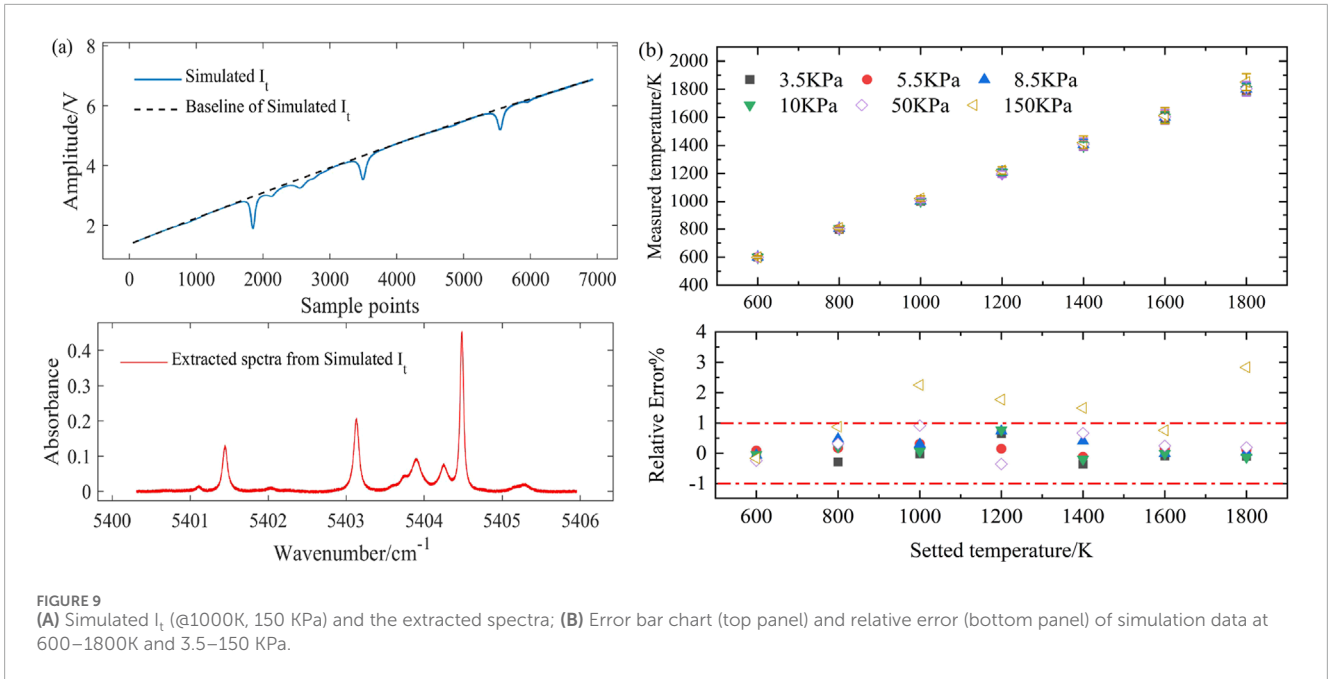 (a)
Simulated I_t
Baseline of Simulated I_t
Amplitude/V
8
6
4
2
0 1000 2000 3000 4000 5000 6000 7000
Sample points
Extracted spctra from Simulated I_t
Absorbance
0.4
0.3
0.2
0.1
0
5400 5401 5402 5403 5404 5405 5406
Wavenumber/cm⁻¹
(b)
3.5KPa 5.5KPa 8.5KPa
10KPa 50KPa 150KPa
Measured temperature/K
2000
1800
1600
1400
1200
1000
800
600
400
600 800 1000 1200 1400 1600 1800
Relative Error%
4
3
2
1
0
-1
600 800 1000 1200 1400 1600 1800
Setted temperature/K
FIGURE 9
(A) Simulated I_t (@1000K, 150 KPa) and the extracted spectra; (B) Error bar chart (top panel) and relative error (bottom panel) of simulation data at
600–1800K and 3.5–150 KPa.